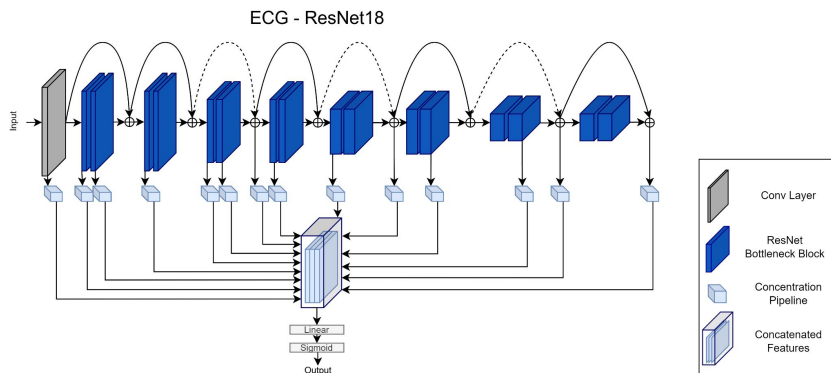 ECG - ResNet18
Input
Linear
Sigmoid
Output
Conv Layer
ResNet
Bottleneck Block
Concentration
Pipeline
Concatenated
Features